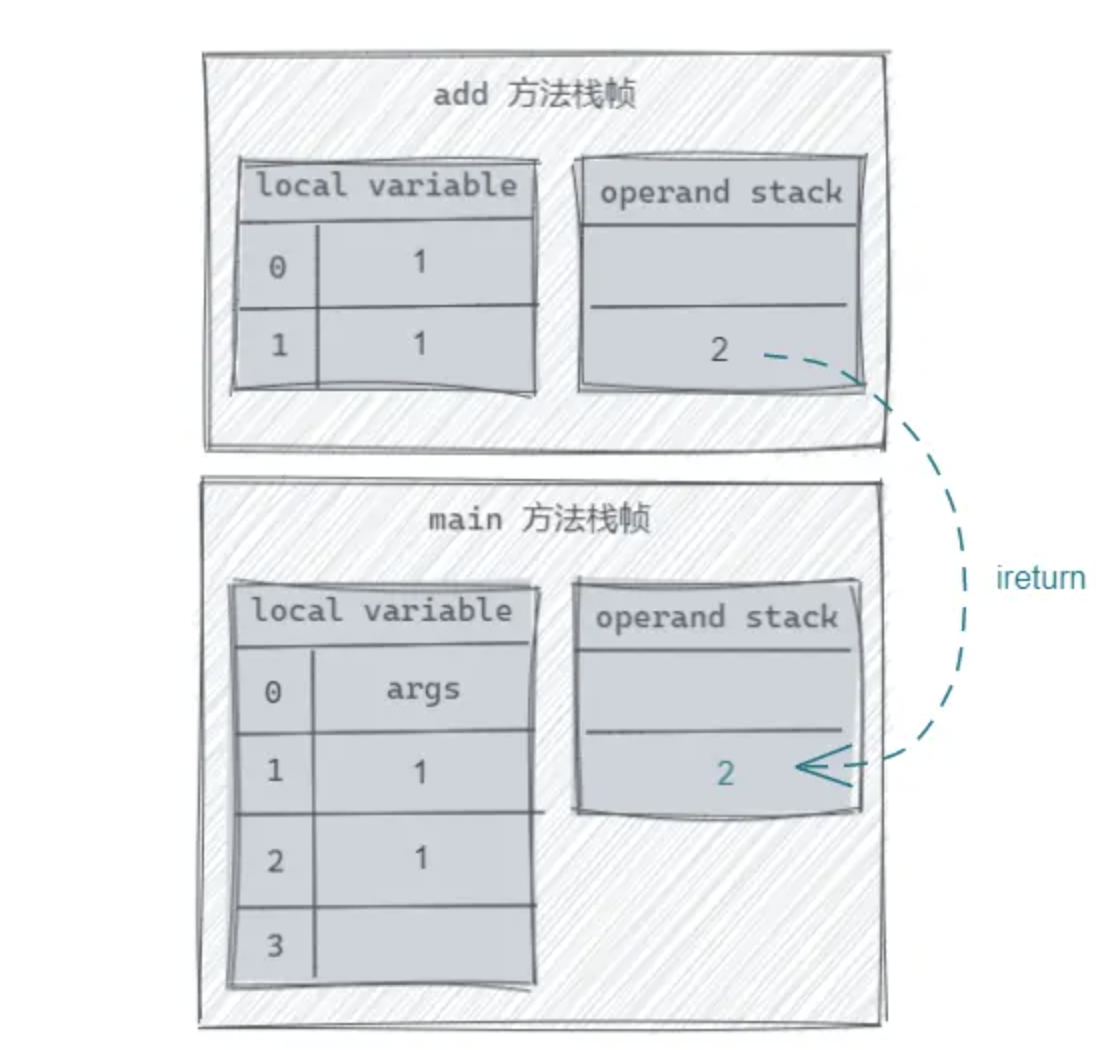 add 方法栈帧
local variable
operand stack
0
1
1
1
2
ireturn
main 方法栈帧
local variable
operand stack
0
args
1
1
2
2
1
3